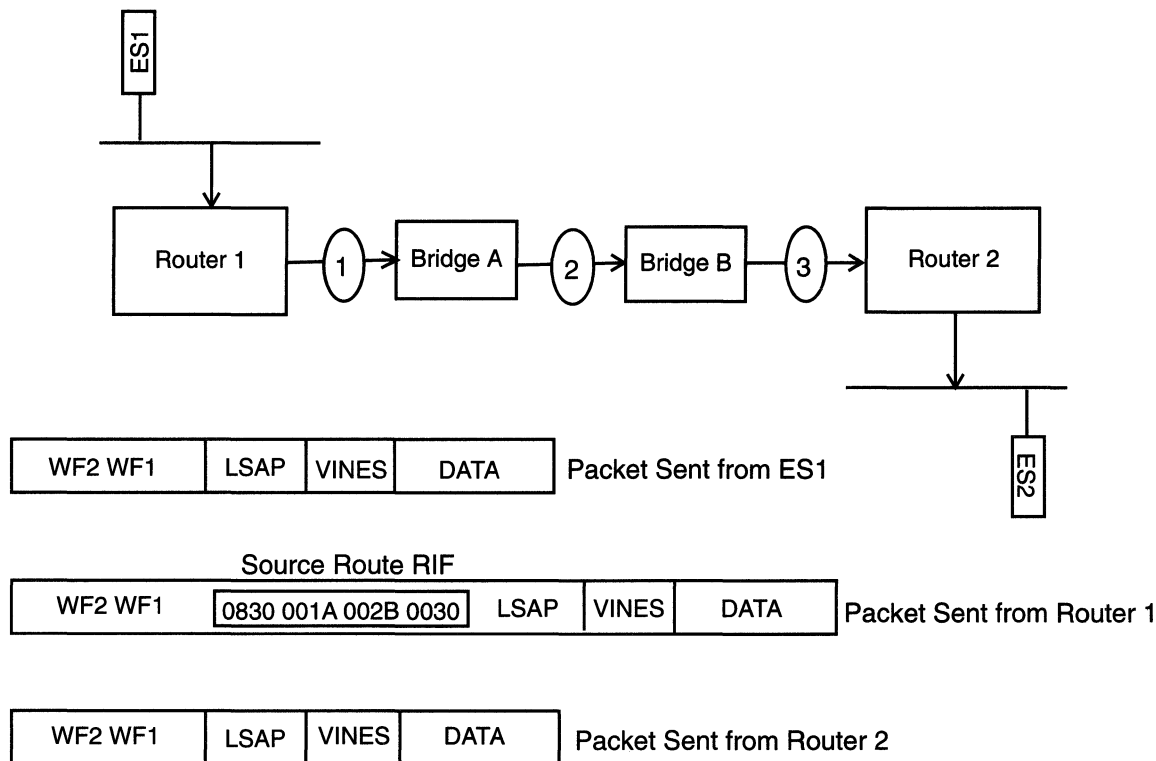 ES1
Router 1
1
Bridge A
2
Bridge B
3
Router 2
ES2
WF2 WF1 LSAP VINES DATA Packet Sent from ES1
Source Route RIF
WF2 WF1 0830 001A 002B 0030 LSAP VINES DATA Packet Sent from Router 1
WF2 WF1 LSAP VINES DATA Packet Sent from Router 2